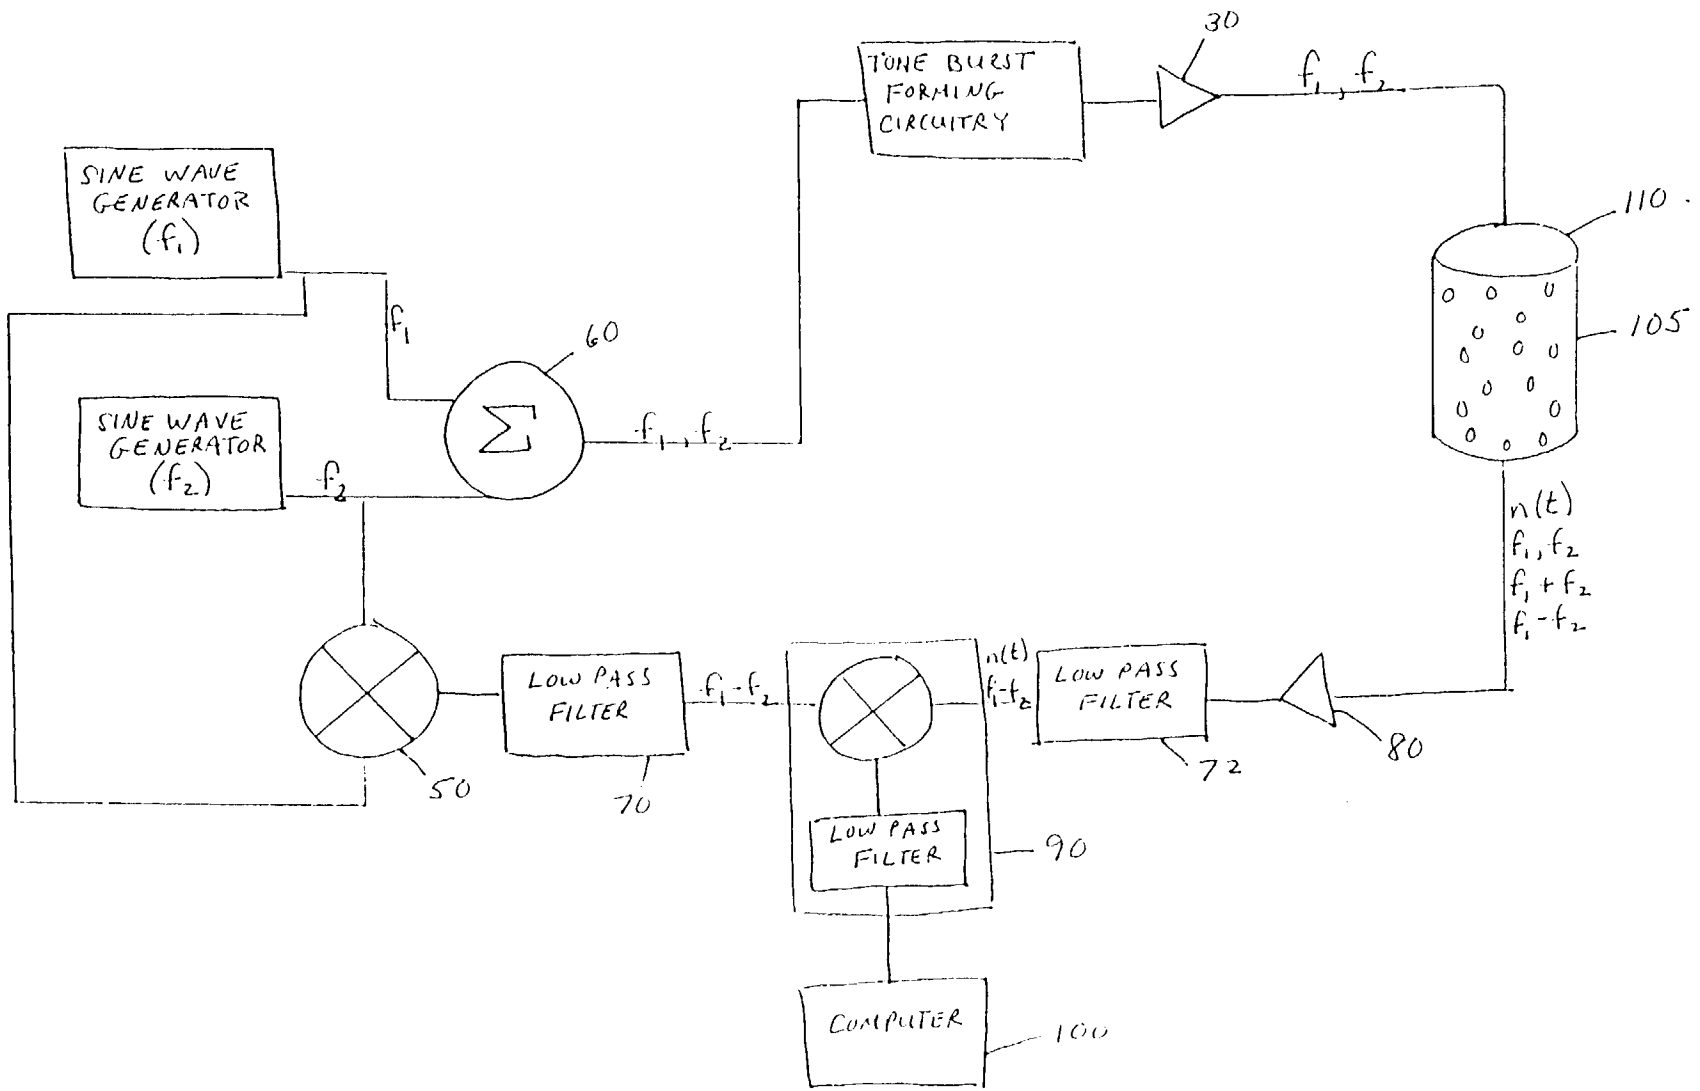 30
TONE BURST
FORMING
CIRCUITRY
f₁, f₂
SINE WAVE
GENERATOR
(f₁)
110
f₁
60
105
SINE WAVE
GENERATOR
(f₂)
f₂
Σ
f₁, f₂
n(t)
f₁, f₂
f₁ + f₂
f₁ - f₂
LOW PASS
FILTER
f₁ - f₂
n(t)
f₁ - f₂
LOW PASS
FILTER
50
70
72
80
LOW PASS
FILTER
90
COMPUTER
100